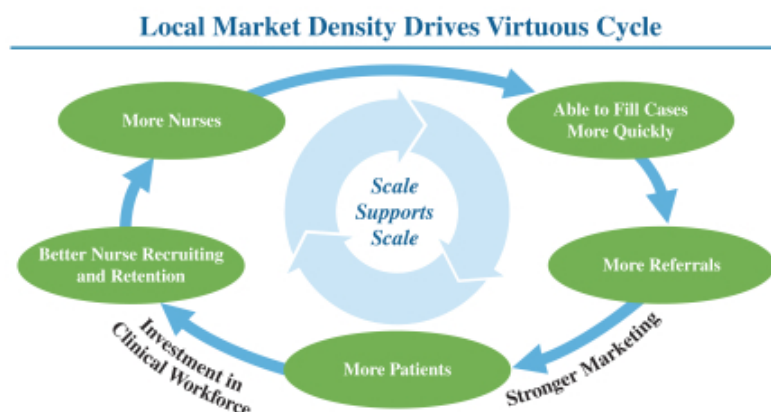 Local Market Density Drives Virtuous Cycle
More Nurses
Able to Fill Cases
More Quickly
Scale
Supports
Scale
Better Nurse Recruiting
and Retention
More Referrals
Investment in
Clinical Workforce
More Patients
Stronger Marketing